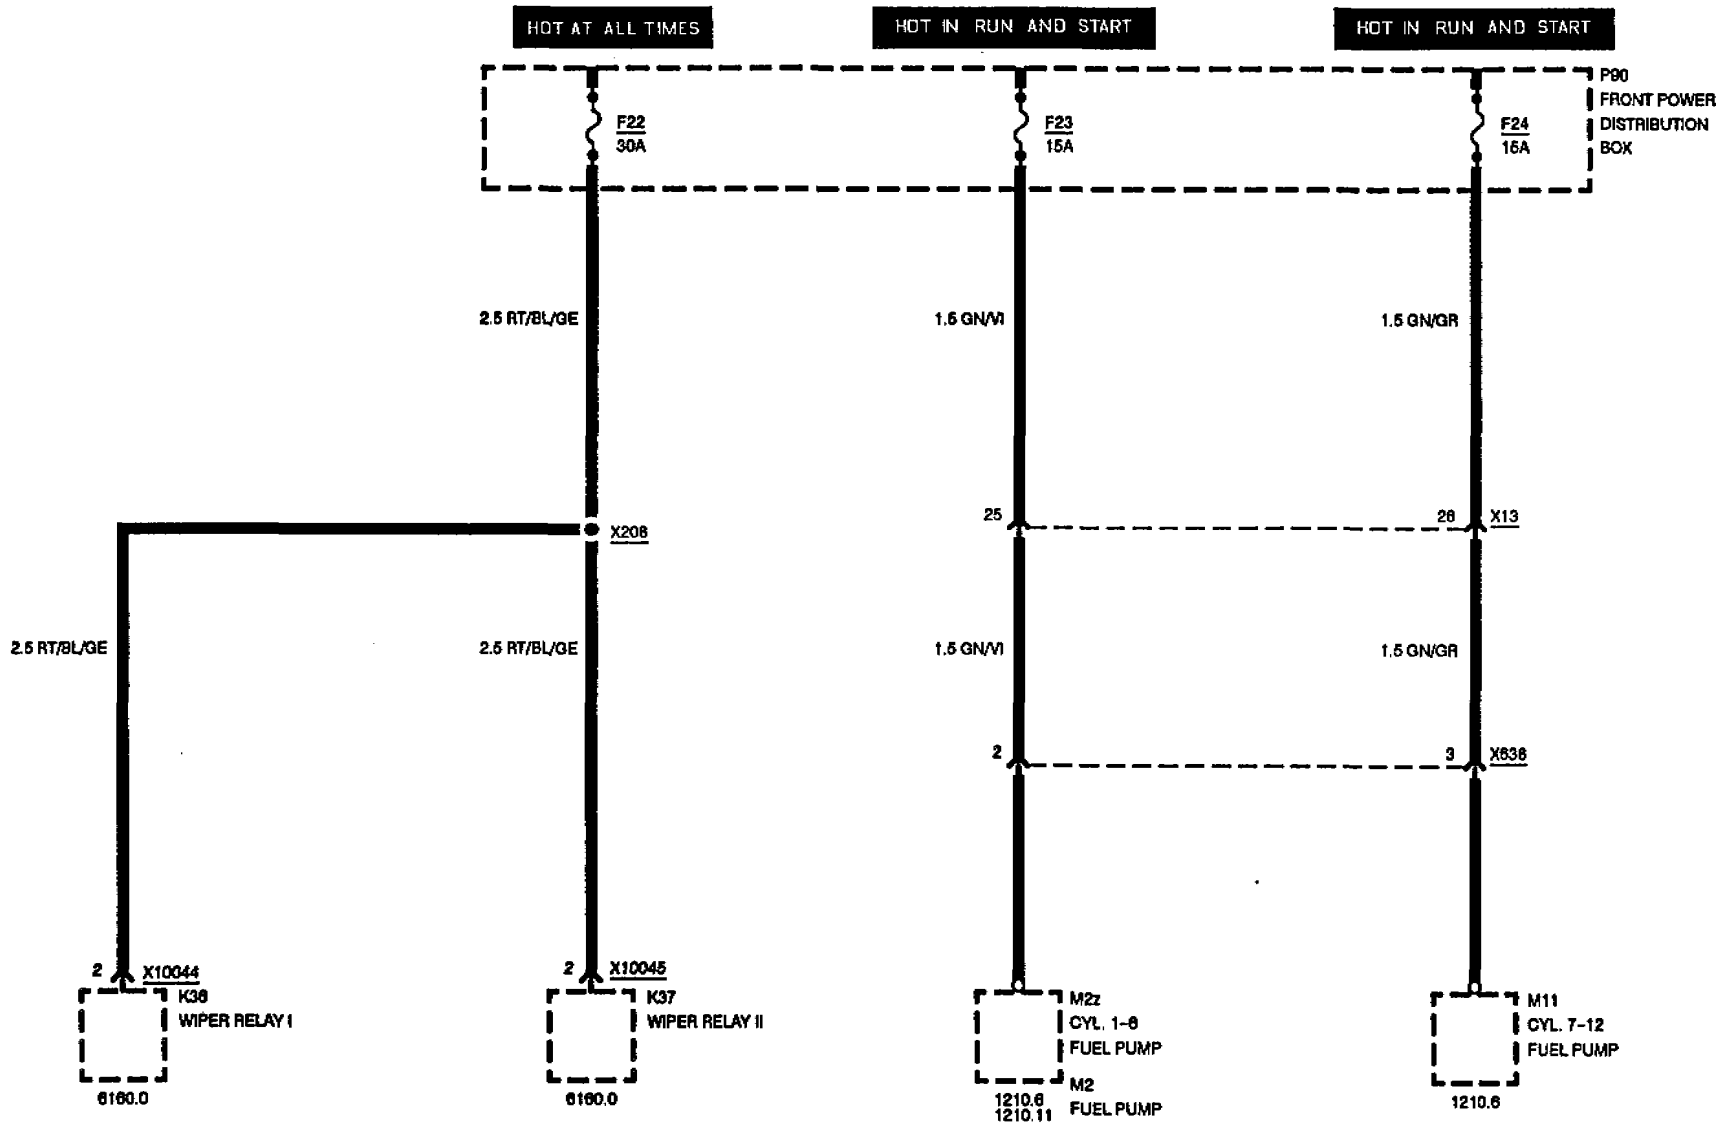 HOT AT ALL TIMES
HOT IN RUN AND START
HOT IN RUN AND START
P90
FRONT POWER
DISTRIBUTION
BOX
F22
30A
F23
15A
F24
15A
2.5 RT/BL/GE
1.5 GN/VI
1.5 GN/GR
X208
25
26
X13
2.5 RT/BL/GE
2.5 RT/BL/GE
1.5 GN/VI
1.5 GN/GR
2
3
X638
2
X10044
K36
WIPER RELAY I
6160.0
2
X10045
K37
WIPER RELAY II
6160.0
M2z
CYL. 1-6
FUEL PUMP
M2
FUEL PUMP
1210.6
1210.11
M11
CYL. 7-12
FUEL PUMP
1210.6